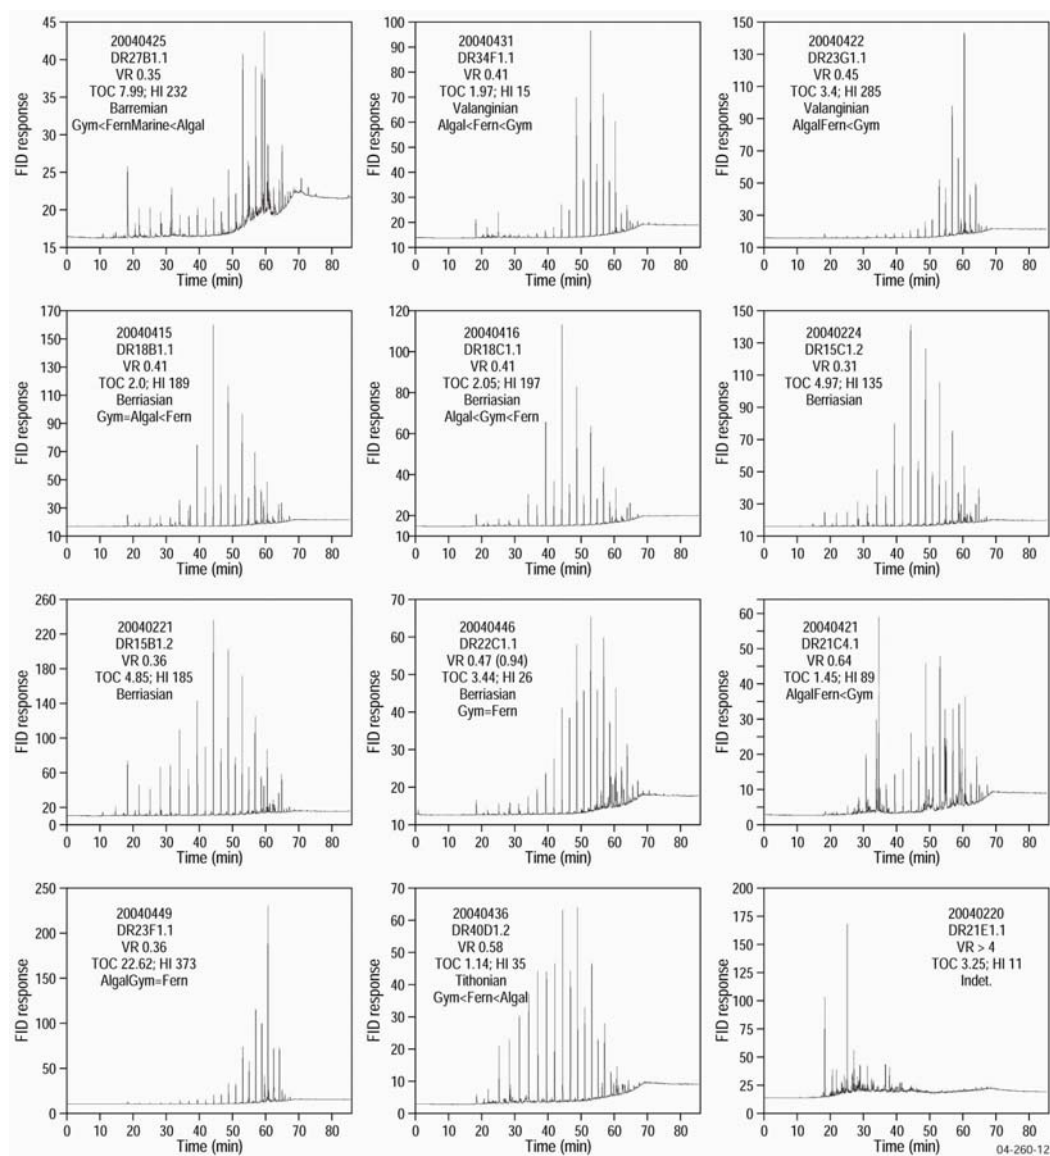 20040425
DR27B1.1
VR 0.35
TOC 7.99; HI 232
Barremian
Gym<FernMarine<Algal
FID response
45
40
35
30
25
20
15
0 10 20 30 40 50 60 70 80
Time (min)
20040431
DR34F1.1
VR 0.41
TOC 1.97; HI 15
Valanginian
Algal<Fern<Gym
FID response
100
90
80
70
60
50
40
30
20
10
0 10 20 30 40 50 60 70 80
Time (min)
20040422
DR23G1.1
VR 0.45
TOC 3.4; HI 285
Valanginian
AlgalFern<Gym
FID response
150
130
110
90
70
50
30
10
0 10 20 30 40 50 60 70 80
Time (min)
20040415
DR18B1.1
VR 0.41
TOC 2.0; HI 189
Berriasian
Gym=Algal<Fern
FID response
170
150
130
110
90
70
50
30
10
0 10 20 30 40 50 60 70 80
Time (min)
20040416
DR18C1.1
VR 0.41
TOC 2.05; HI 197
Berriasian
Algal<Gym<Fern
FID response
120
100
80
60
40
20
10
0 10 20 30 40 50 60 70 80
Time (min)
20040224
DR15C1.2
VR 0.31
TOC 4.97; HI 135
Berriasian
FID response
150
130
110
90
70
50
30
10
0 10 20 30 40 50 60 70 80
Time (min)
20040221
DR15B1.2
VR 0.36
TOC 4.85; HI 185
Berriasian
FID response
260
220
180
140
100
60
20
0
0 10 20 30 40 50 60 70 80
Time (min)
20040446
DR22C1.1
VR 0.47 (0.94)
TOC 3.44; HI 26
Berriasian
Gym=Fern
FID response
70
60
50
40
30
20
10
0 10 20 30 40 50 60 70 80
Time (min)
20040421
DR21C4.1
VR 0.64
TOC 1.45; HI 89
AlgalFern<Gym
FID response
60
50
40
30
20
10
0
0 10 20 30 40 50 60 70 80
Time (min)
20040449
DR23F1.1
VR 0.36
TOC 22.62; HI 373
AlgalGym=Fern
FID response
250
200
150
100
50
0
0 10 20 30 40 50 60 70 80
Time (min)
20040436
DR40D1.2
VR 0.58
TOC 1.14; HI 35
Tithonian
Gym<Fern<Algal
FID response
70
60
50
40
30
20
10
0
0 10 20 30 40 50 60 70 80
Time (min)
20040220
DR21E1.1
VR > 4
TOC 3.25; HI 11
Indet.
FID response
200
175
150
125
100
75
50
25
0
0 10 20 30 40 50 60 70 80
Time (min)
04-260-12